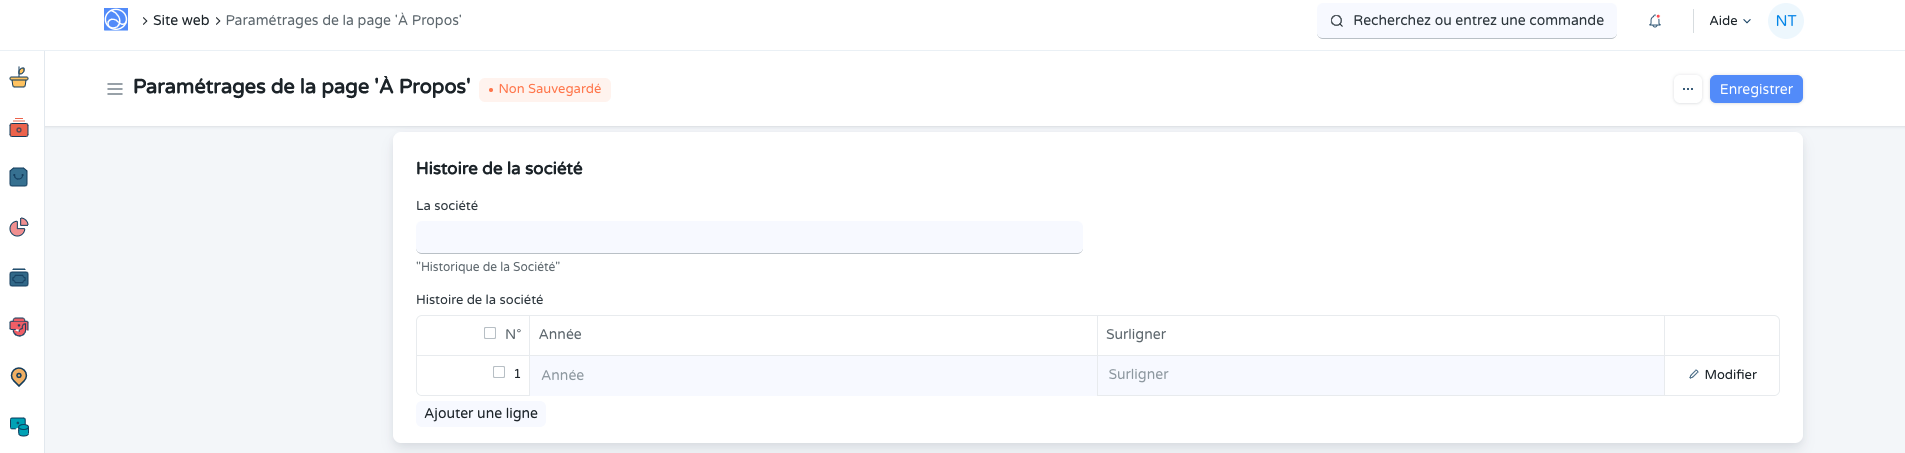 Site web Paramétrages de la page 'À Propos'
Recherchez ou entrez une commande
Aide
NT
Paramétrages de la page 'À Propos'
Non Sauvegardé
...
Enregistrer
Histoire de la société
La société
"Historique de la Société"
Histoire de la société
N° Année Surligner
1 Année Surligner Modifier
Ajouter une ligne